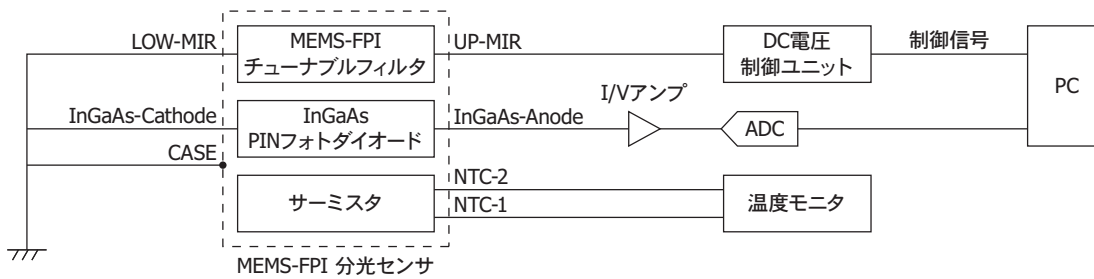 LOW-MIR
MEMS-FPI
チューナブルフィルタ
UP-MIR
DC電圧
制御ユニット
制御信号
PC
InGaAs-Cathode
InGaAs
PINフォトダイオード
InGaAs-Anode
I/Vアンプ
ADC
CASE
サーミスタ
NTC-2
NTC-1
温度モニタ
MEMS-FPI 分光センサ